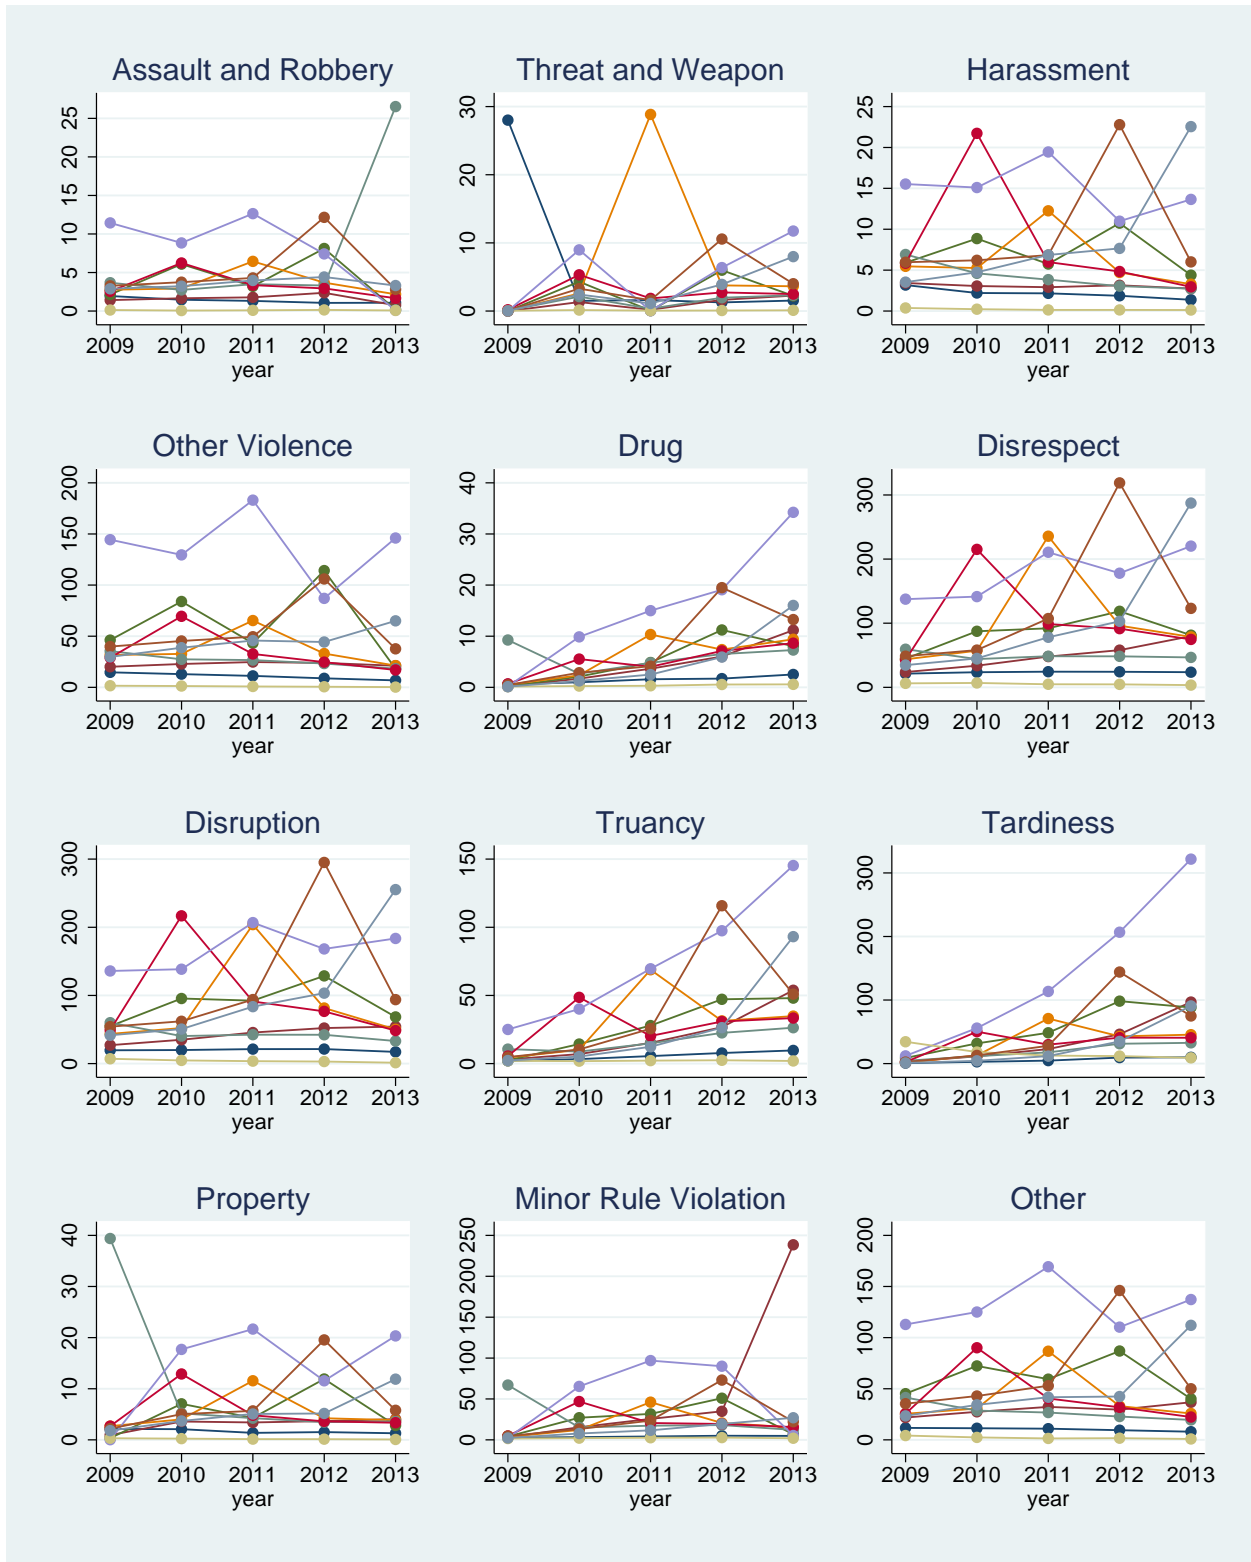 Assault and Robbery Threat and Weapon Harassment
25 30 25
20 20 20
15 15
10 10 10
5 5
0 0 0
2009 2010 2011 2012 2013 2009 2010 2011 2012 2013 2009 2010 2011 2012 2013
year year year
Other Violence Drug Disrespect
200 40 300
150 30 200
100 20 100
50 10
0 0 0
2009 2010 2011 2012 2013 2009 2010 2011 2012 2013 2009 2010 2011 2012 2013
year year year
Disruption Truancy Tardiness
300 150 300
200 100 200
100 50 100
0 0 0
2009 2010 2011 2012 2013 2009 2010 2011 2012 2013 2009 2010 2011 2012 2013
year year year
Property Minor Rule Violation Other
40 250 200
30 200 150
20 150 100
10 100 50
50
0 0 0
2009 2010 2011 2012 2013 2009 2010 2011 2012 2013 2009 2010 2011 2012 2013
year year year